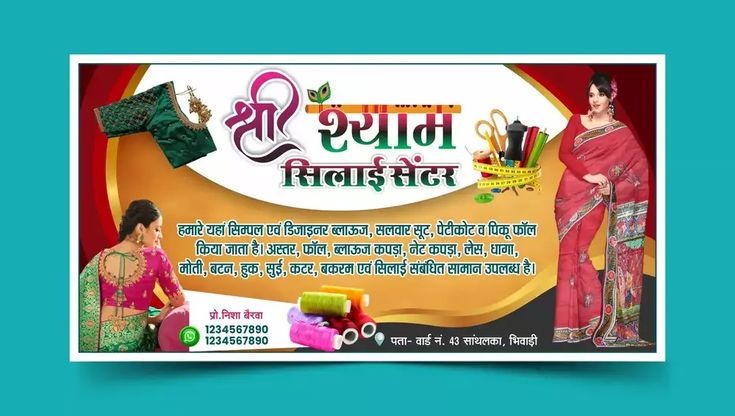 श्री श्याम
सिलाई सेंटर
हमारे यहां सिम्पल एवं डिजाइनर ब्लाऊज, सलवार सूट, पेटीकोट व पिकू फॉल
किया जाता है। अस्तर, फॉल, ब्लाऊज कपड़ा, नेट कपड़ा, लेस, धागा,
मोती, बटन, हुक, सुई, कटर, बकरम एवं सिलाई संबंधित सामान उपलब्ध है।
प्रो.निशा बैरवा
1234567890
1234567890
पता- वार्ड नं. 43 सांथलका, भिवाड़ी